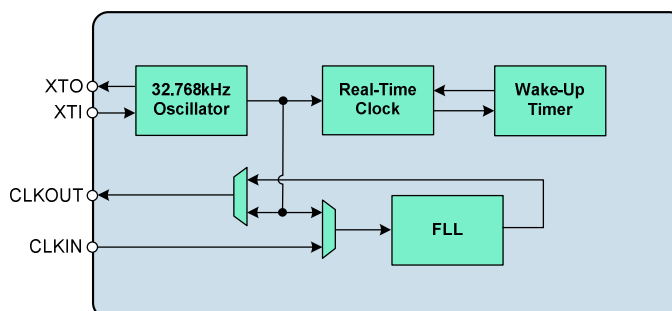 XTO
XTI
32.768kHz
Oscillator
Real-Time
Clock
Wake-Up
Timer
CLKOUT
CLKIN
FLL